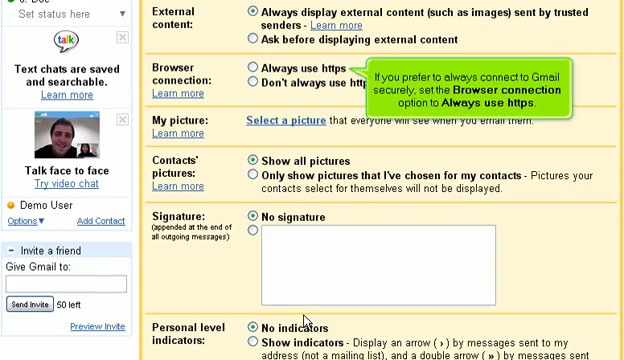 Set status here
talk
Text chats are saved
and searchable.
Learn more
Talk face to face
Try video chat
Demo User
Options▼ Add Contact
− Invite a friend
Give Gmail to:
Send Invite 50 left
Preview Invite
External
content:
Always display external content (such as images) sent by trusted
senders - Learn more
Ask before displaying external content
Browser
connection:
Learn more
Always use https
Don't always use
If you prefer to always connect to Gmail
securely, set the Browser connection
option to Always use https.
My picture:
Learn more
Select a picture that everyone will see when you email them.
Contacts'
pictures:
Learn more
Show all pictures
Only show pictures that I've chosen for my contacts - Pictures your
contacts select for themselves will not be displayed.
Signature:
(appended at the end of
all outgoing messages)
No signature
Personal level
indicators:
No indicators
Show indicators - Display an arrow (›) by messages sent to my
address (not a mailing list), and a double arrow (») by messages sent